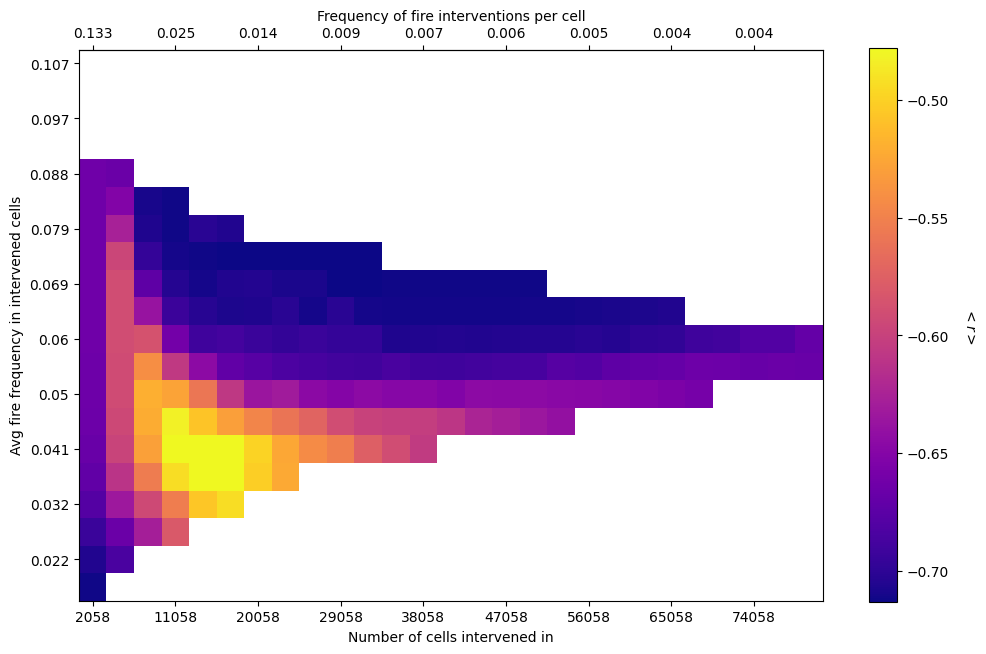 Frequency of fire interventions per cell
0.133 0.025 0.014 0.009 0.007 0.006 0.005 0.004 0.004
Avg fire frequency in intervened cells
0.107
0.097
0.088
0.079
0.069
0.06
0.05
0.041
0.032
0.022
2058 11058 20058 29058 38058 47058 56058 65058 74058
Number of cells intervened in
−0.50
−0.55
−0.60
−0.65
−0.70
< r >